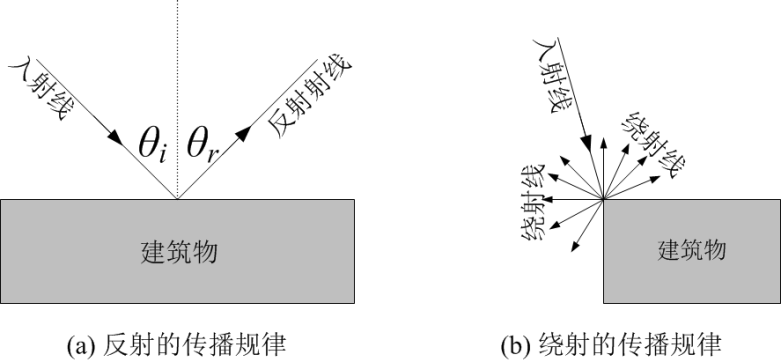 入射线
θi
θr
反射射线
建筑物
(a) 反射的传播规律
入射线
绕射线
绕射线
建筑物
(b) 绕射的传播规律